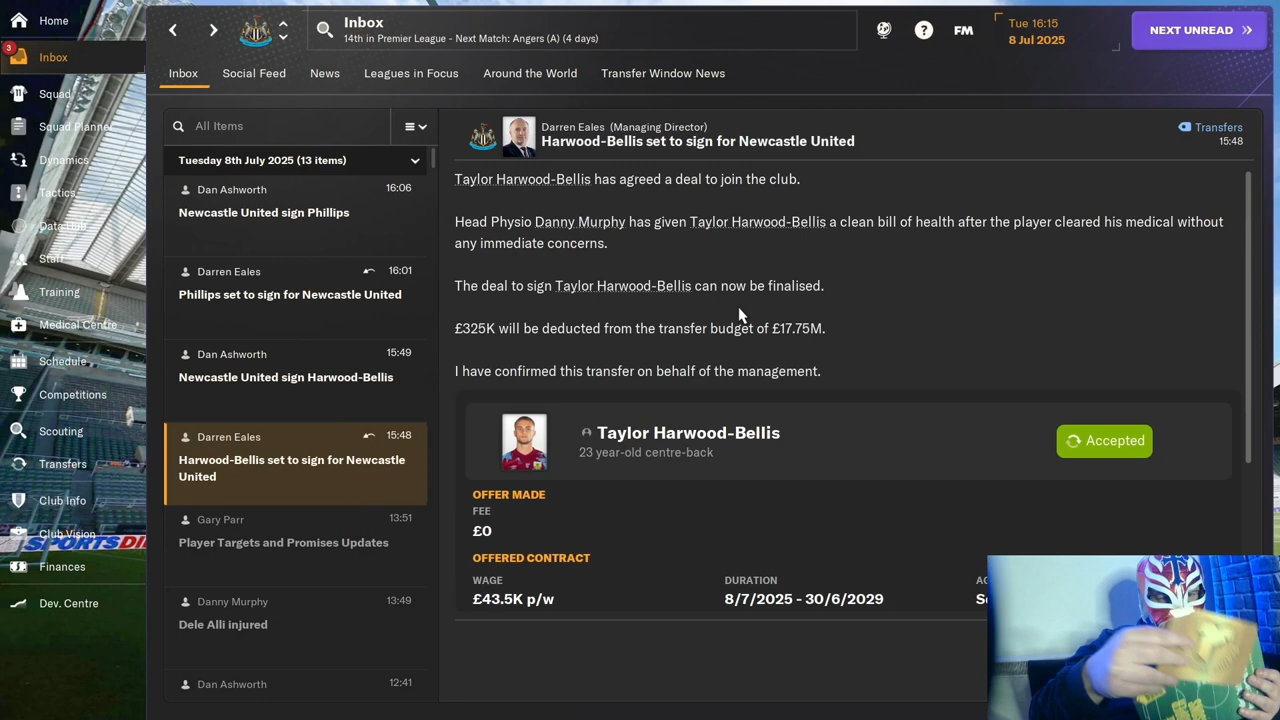 Home
3
Inbox
Squad
Squad Planner
Dynamics
Tactics
Data Hub
Staff
Training
Medical Centre
Schedule
Competitions
Scouting
Transfers
Club Info
Club Vision
SPORTS DI
Finances
Dev. Centre
Inbox
14th in Premier League - Next Match: Angers (A) (4 days)
?
FM
Tue 16:15
8 Jul 2025
NEXT UNREAD
Inbox
Social Feed
News
Leagues in Focus
Around the World
Transfer Window News
All Items
Tuesday 8th July 2025 (13 items)
Dan Ashworth
16:06
Newcastle United sign Phillips
Darren Eales
16:01
Phillips set to sign for Newcastle United
Dan Ashworth
15:49
Newcastle United sign Harwood-Bellis
Darren Eales
15:48
Harwood-Bellis set to sign for Newcastle
United
Gary Parr
13:51
Player Targets and Promises Updates
Danny Murphy
13:49
Dele Alli injured
Dan Ashworth
12:41
Darren Eales (Managing Director)
Harwood-Bellis set to sign for Newcastle United
Transfers
15:48
Taylor Harwood-Bellis has agreed a deal to join the club.
Head Physio Danny Murphy has given Taylor Harwood-Bellis a clean bill of health after the player cleared his medical without
any immediate concerns.
The deal to sign Taylor Harwood-Bellis can now be finalised.
£325K will be deducted from the transfer budget of £17.75M.
I have confirmed this transfer on behalf of the management.
Taylor Harwood-Bellis
23 year-old centre-back
Accepted
OFFER MADE
FEE
£0
OFFERED CONTRACT
WAGE
£43.5K p/w
DURATION
8/7/2025 - 30/6/2029